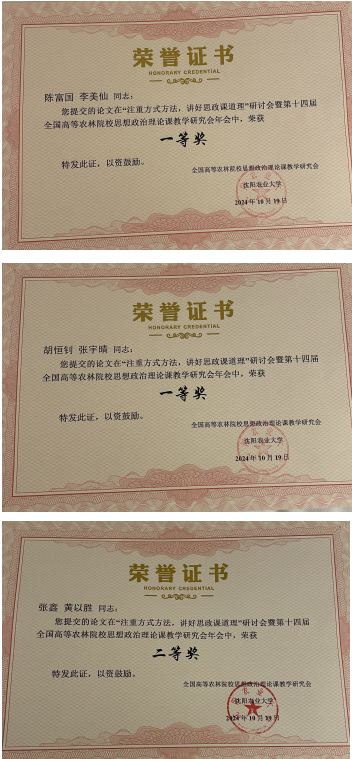 荣誉证书
HONORARY CREDENTIAL
陈富国 李美仙 同志：
您提交的论文在“注重方式方法，讲好思政课道理”研讨会暨第十四届
全国高等农林院校思想政治理论课教学研究会年会中，荣获
一等奖
特发此证，以资鼓励。
全国高等农林院校思想政治理论课教学研究会
沈阳农业大学
2024年10月19日
荣誉证书
HONORARY CREDENTIAL
胡恒钊 张宇晴 同志：
您提交的论文在“注重方式方法，讲好思政课道理”研讨会暨第十四届
全国高等农林院校思想政治理论课教学研究会年会中，荣获
一等奖
特发此证，以资鼓励。
全国高等农林院校思想政治理论课教学研究会
沈阳农业大学
2024年10月19日
荣誉证书
HONORARY CREDENTIAL
张鑫 黄以胜 同志：
您提交的论文在“注重方式方法，讲好思政课道理”研讨会暨第十四届
全国高等农林院校思想政治理论课教学研究会年会中，荣获
二等奖
特发此证，以资鼓励。
全国高等农林院校思想政治理论课教学研究会
沈阳农业大学
2024年10月19日